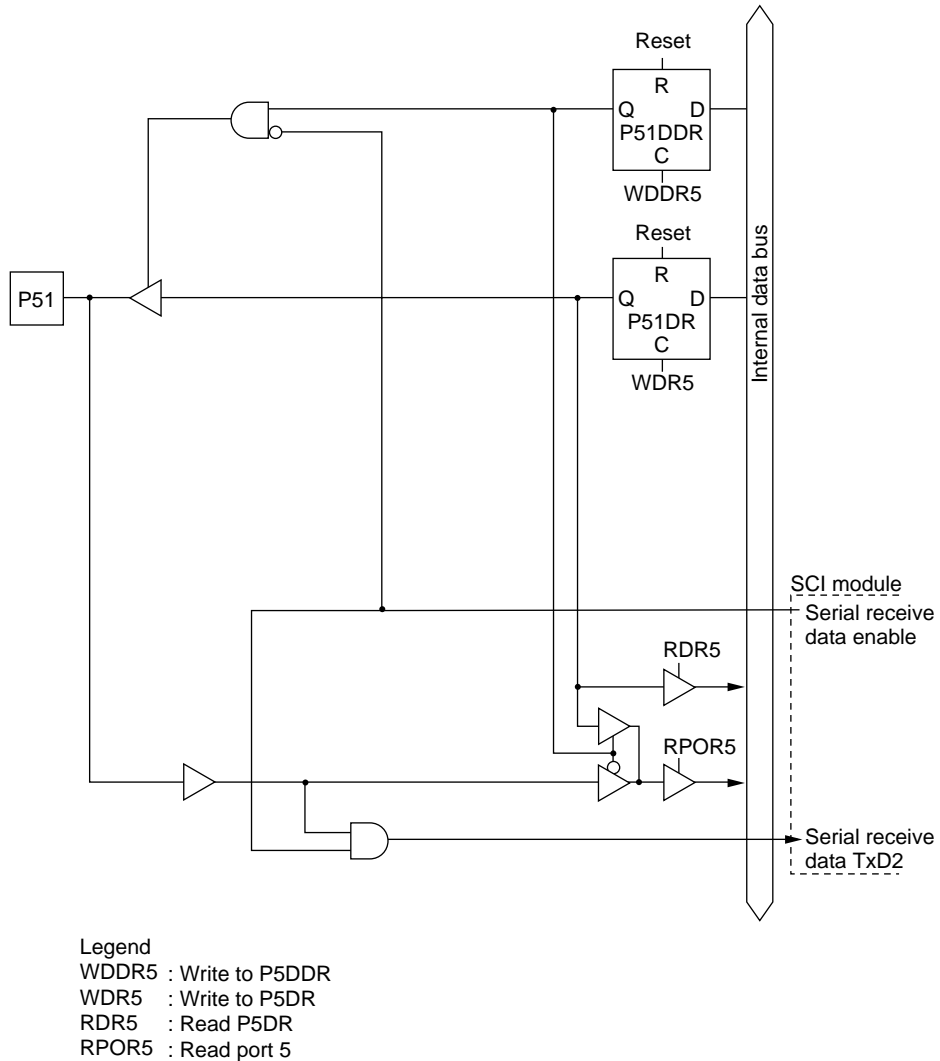 Reset
R
Q D
P51DDR
C
WDDR5
Reset
R
Q D
P51DR
C
WDR5
P51
Internal data bus
SCI module
Serial receive
data enable
RDR5
RPOR5
Serial receive
data TxD2
Legend
WDDR5 : Write to P5DDR
WDR5 : Write to P5DR
RDR5 : Read P5DR
RPOR5 : Read port 5